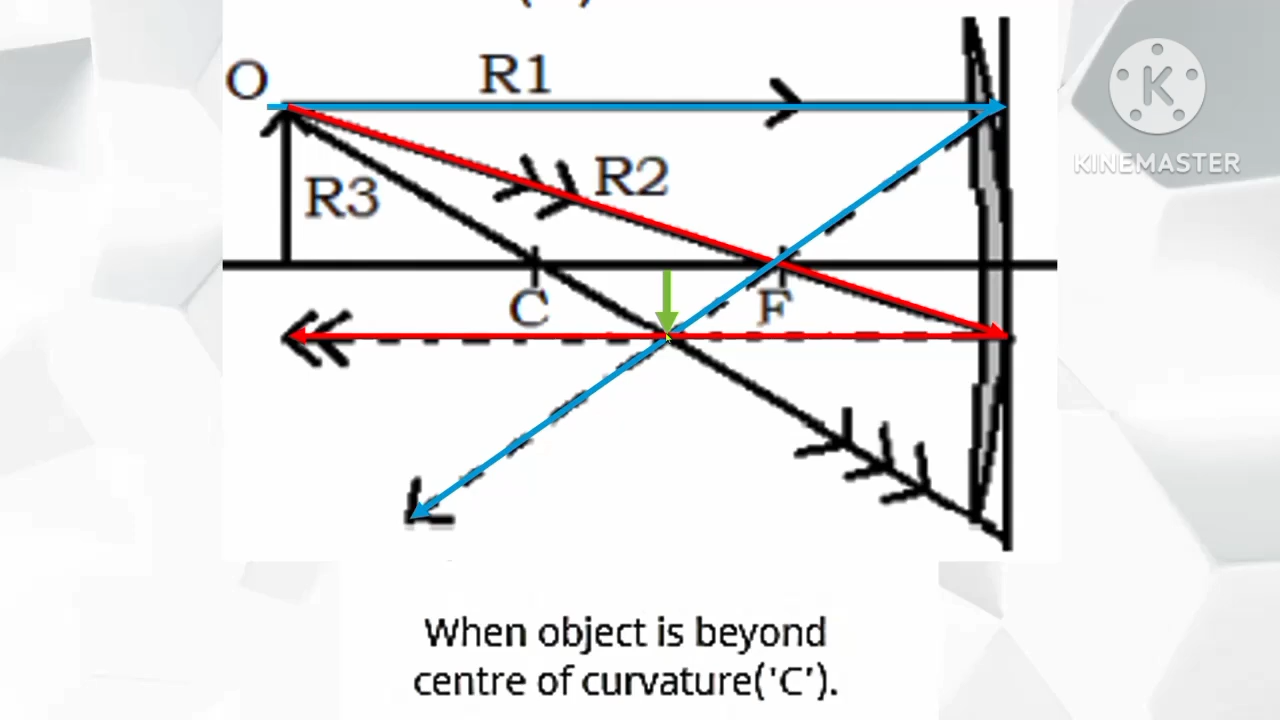 O
R1
K
KINEMASTER
R2
R3
C
F
When object is beyond
centre of curvature('C').